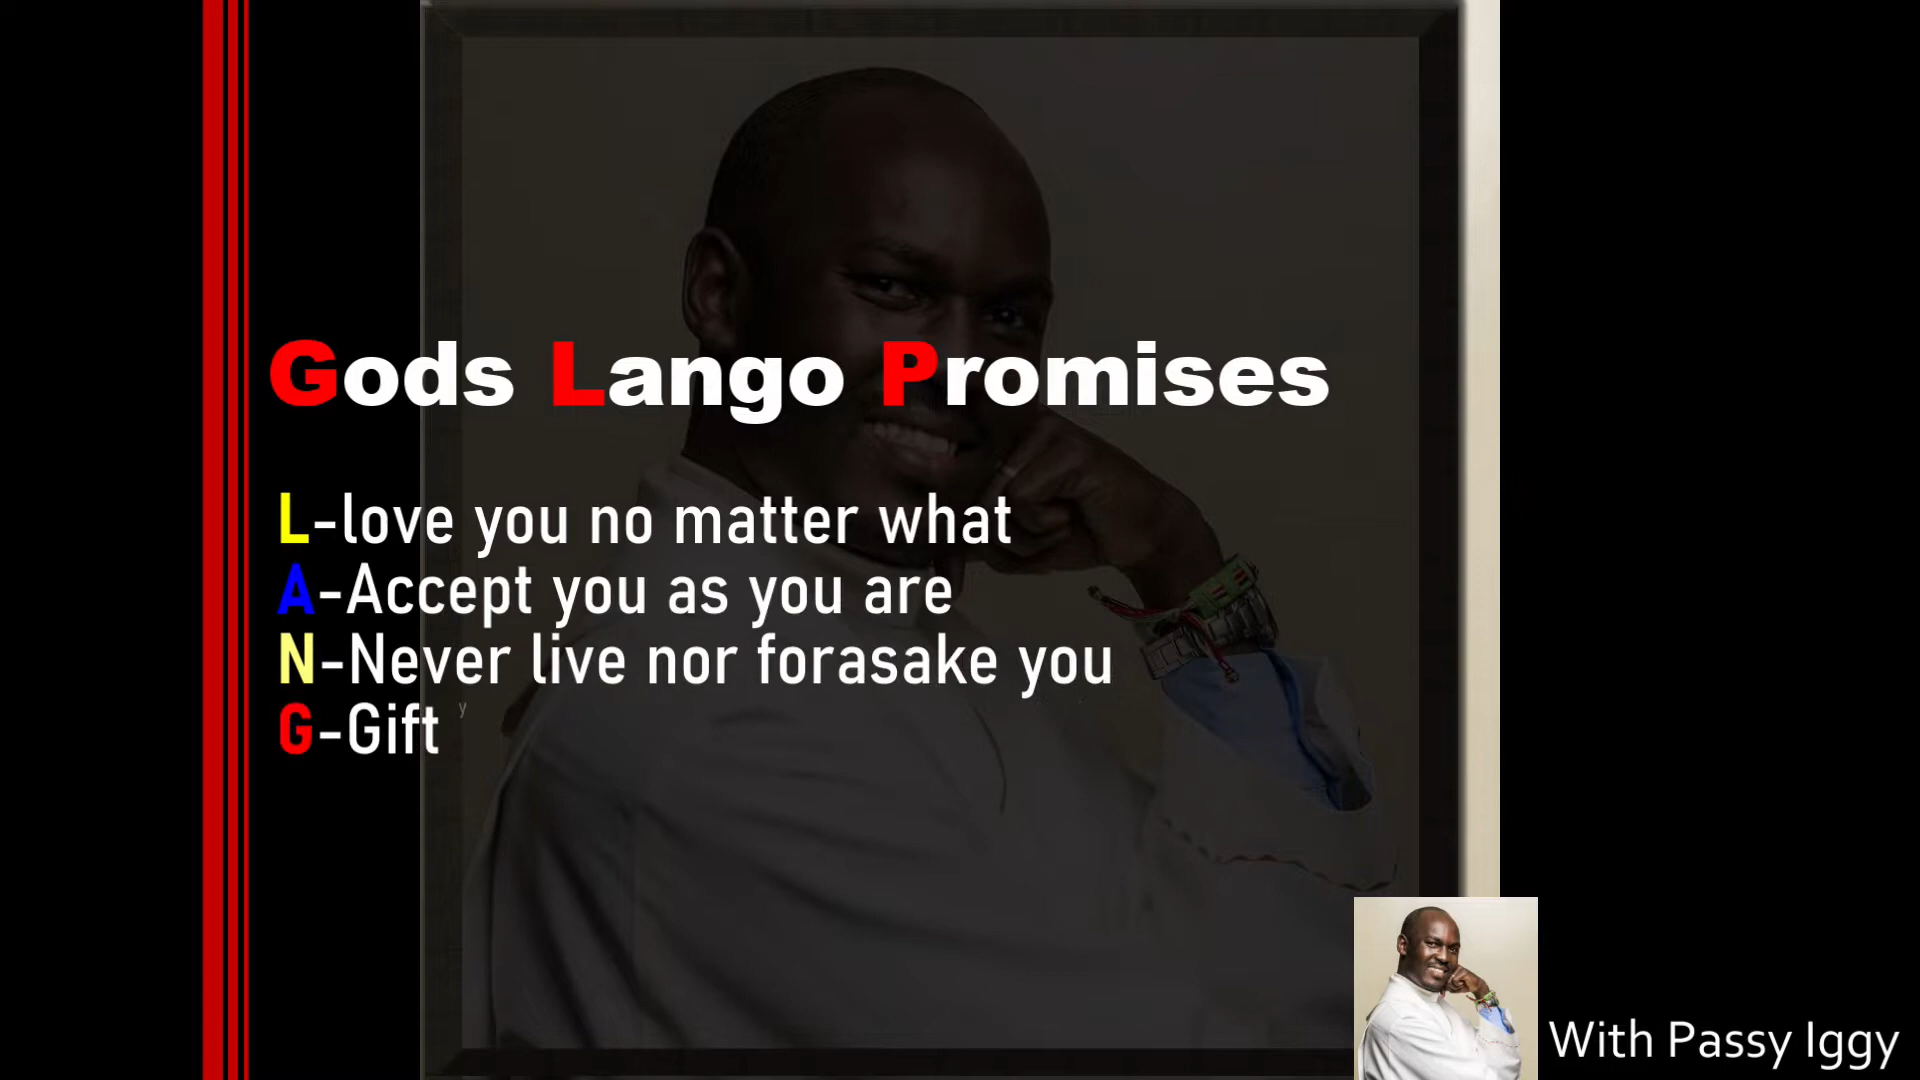 Gods Lango Promises
L-love you no matter what
A-Accept you as you are
N-Never live nor forasake you
G-Gift
y
With Passy Iggy